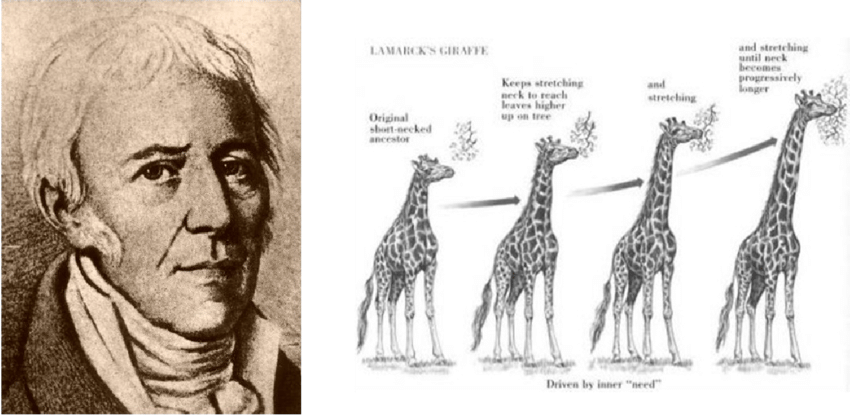 LAMARCK'S GIRAFFE
Original
short-necked
ancestor
Keeps stretching
neck to reach
leaves higher
up on tree
and
stretching
and stretching
until neck
becomes
progressively
longer
Driven by inner "need"